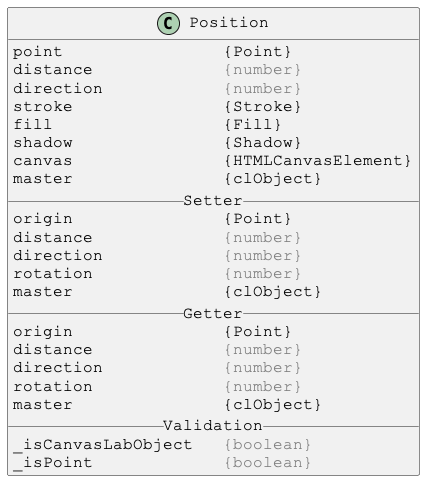 C Position
point {Point}
distance {number}
direction {number}
stroke {Stroke}
fill {Fill}
shadow {Shadow}
canvas {HTMLCanvasElement}
master {clObject}
Setter
origin {Point}
distance {number}
direction {number}
rotation {number}
master {clObject}
Getter
origin {Point}
distance {number}
direction {number}
rotation {number}
master {clObject}
Validation
_isCanvasLabObject {boolean}
_isPoint {boolean}